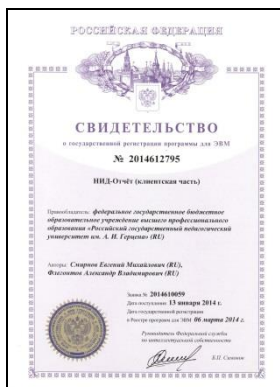 РОССИЙСКАЯ ФЕДЕРАЦИЯ
СВИДЕТЕЛЬСТВО
о государственной регистрации программы для ЭВМ
№ 2014612795
НИД-Отчёт (клиентская часть)
Правообладатель: федеральное государственное бюджетное
образовательное учреждение высшего профессионального
образования «Российский государственный педагогический
университет им. А. И. Герцена» (RU)
Авторы: Смирнов Евгений Михайлович (RU),
Флегонтов Александр Владимирович (RU)
Заявка № 2014610059
Дата поступления 13 января 2014 г.
Дата государственной регистрации
в Реестре программ для ЭВМ 06 марта 2014 г.
Руководитель Федеральной службы
по интеллектуальной собственности
Б.П. Симонов